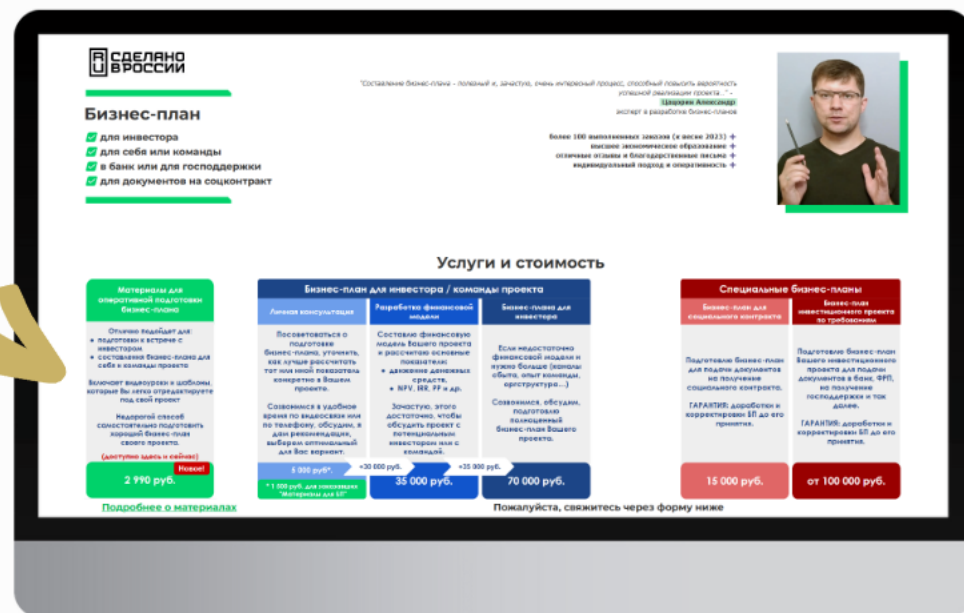 СДЕЛАНО
В РОССИИ
Бизнес-план
для инвестора
для себя или команды
в банк или для господдержки
для документов на соцконтракт
"Составление бизнес-плана – полезный и, зачастую, очень интересный процесс, способный повысить вероятность
успешной реализации проекта..." -
Цацорин Александр
эксперт в разработке бизнес-планов
более 100 выполненных заказов (к весне 2023) +
высшее экономическое образование +
отличные отзывы и благодарственные письма +
индивидуальный подход и оперативность +
Услуги и стоимость
Материалы для
оперативной подготовки
бизнес-плана
Отлично подойдет для:
• подготовки к встрече с
инвестором
• составления бизнес-плана для
себя и команды проекта
Включает видеоуроки и шаблоны,
которые Вы легко отредактируете
под свой проект
Недорогой способ
самостоятельно подготовить
хороший бизнес-план
своего проекта.
(доступно здесь и сейчас)
Новое!
2 990 руб.
Подробнее о материалах
Бизнес-план для инвестора / команды проекта
Личная консультация
Посоветоваться о
подготовке
бизнес-плана, уточнить,
как лучше рассчитать
тот или иной показатель
конкретно в Вашем
проекте.
Созвонимся в удобное
время по видеосвязи или
по телефону, обсудим, я
дам рекомендации,
выберем оптимальный
для Вас вариант.
5 000 руб*.
* 1 500 руб. для заказавших
"Материалы для БП"
Разработка финансовой
модели
Составлю финансовую
модель Вашего проекта
и рассчитаю основные
показатели:
• движение денежных
средств,
• NPV, IRR, PP и др.
Зачастую, этого
достаточно, чтобы
обсудить проект с
потенциальным
инвестором или с
командой.
+30 000 руб.
35 000 руб.
Бизнес-плана для
инвестора
Если недостаточно
финансовой модели и
нужно больше (каналы
сбыта, опыт команды,
оргструктура...)
Созвонимся, обсудим,
подготовлю
полноценный
бизнес-план Вашего
проекта.
+35 000
руб.
70 000 руб.
Специальные бизнес-планы
Бизнес-план для
социального контракта
Подготовлю бизнес-план
для подачи документов
на получение
социального контракта.
ГАРАНТИЯ: доработки и
корректировки БП до его
принятия.
15 000 руб.
Бизнес-план
инвестиционного проекта
по требованиям
Подготовлю бизнес-план
Вашего инвестиционного
проекта для подачи
документов в банк, ФРП,
на получение
господдержки и так
далее.
ГАРАНТИЯ: доработки и
корректировки БП до его
принятия.
от 100 000 руб.
Пожалуйста, свяжитесь через форму ниже